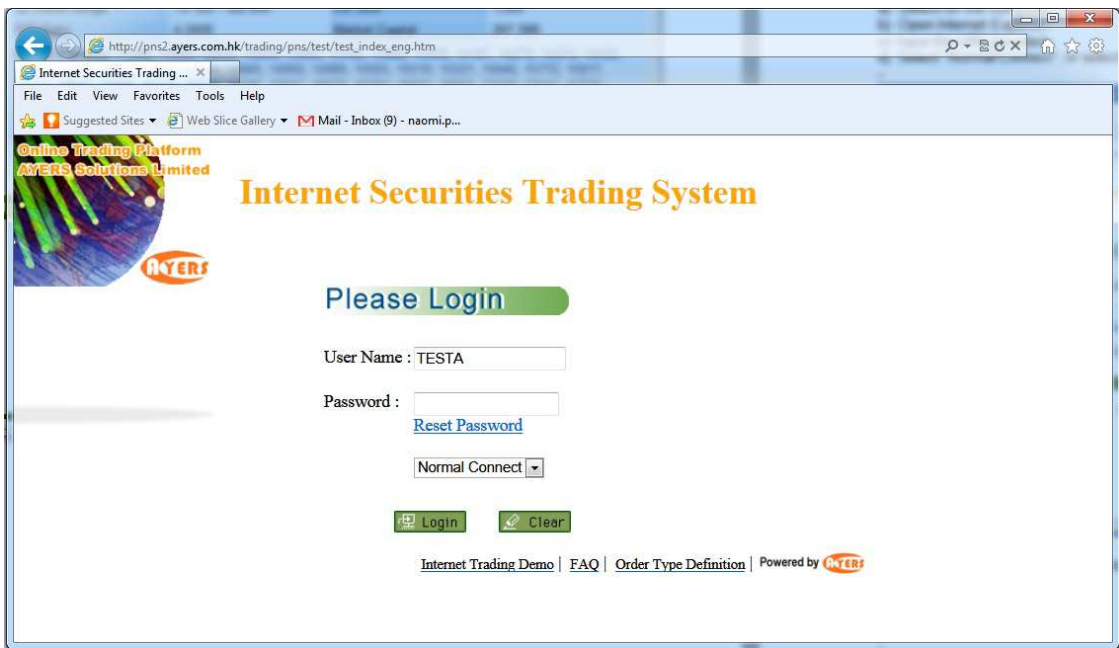 http://pns2.ayers.com.hk/trading/pns/test/test_index_eng.htm
Internet Securities Trading ...
File Edit View Favorites Tools Help
Suggested Sites Web Slice Gallery Mail - Inbox (9) - naomi.p...
Online Trading Platform
AYERS Solutions Limited
Internet Securities Trading System
AYERS
Please Login
User Name : TESTA
Password :
Reset Password
Normal Connect
Login Clear
Internet Trading Demo | FAQ | Order Type Definition | Powered by AYERS